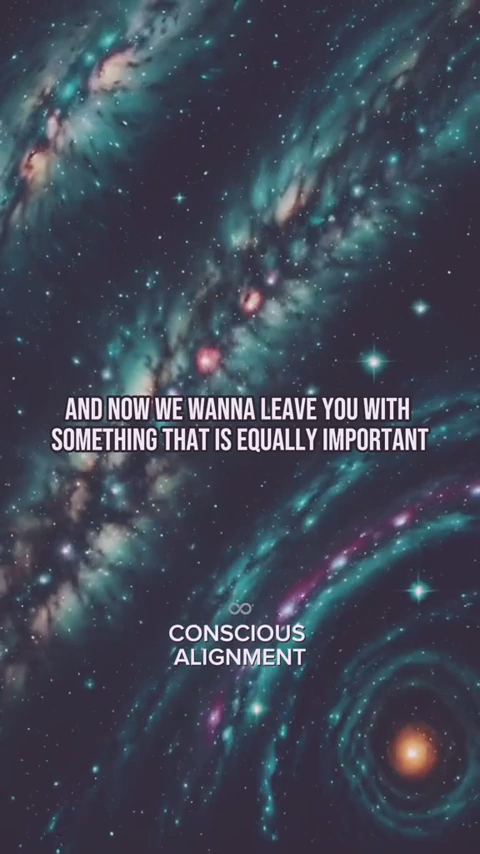 AND NOW WE WANNA LEAVE YOU WITH
SOMETHING THAT IS EQUALLY IMPORTANT
CONSCIOUS
ALIGNMENT